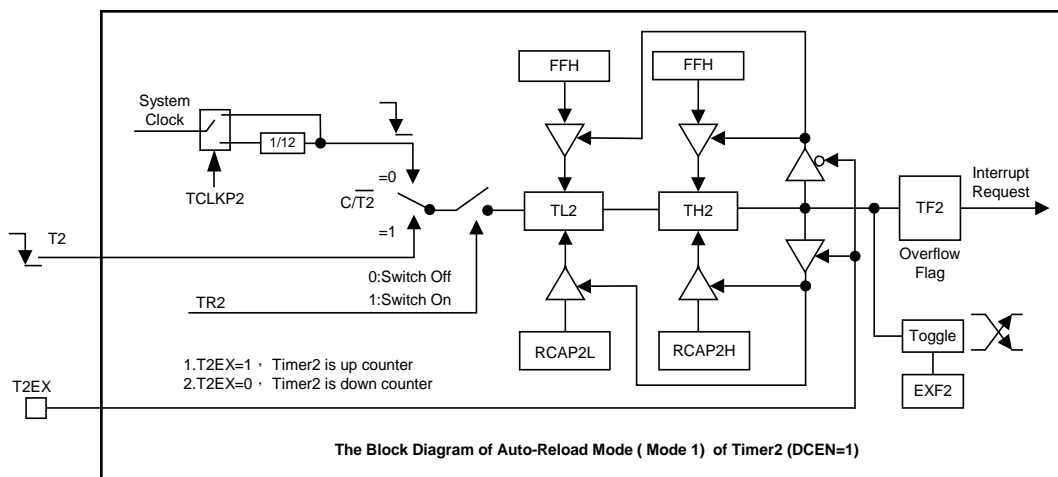 FFH
FFH
System
Clock
1/12
TCLKP2
=0
C/T2
=1
TL2
TH2
TF2
Interrupt
Request
Overflow
Flag
T2
0:Switch Off
1:Switch On
TR2
RCAP2L
RCAP2H
Toggle
EXF2
1.T2EX=1， Timer2 is up counter
2.T2EX=0， Timer2 is down counter
T2EX
The Block Diagram of Auto-Reload Mode ( Mode 1) of Timer2 (DCEN=1)